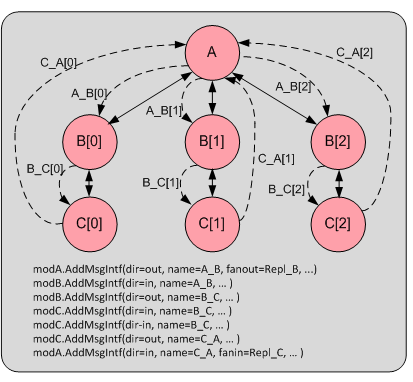 C_A[0]
A
C_A[2]
A_B[0]
A_B[1]
A_B[2]
B[0]
B[1]
B[2]
B_C[0]
B_C[1]
C_A[1]
B_C[2]
C[0]
C[1]
C[2]
modA.AddMsgIntf(dir=out, name=A_B, fanout=Repl_B, ...)
modB.AddMsgIntf(dir=in, name=A_B, ... )
modB.AddMsgIntf(dir=out, name=B_C, ... )
modC.AddMsgIntf(dir=in, name=B_C, ... )
modC.AddMsgIntf(dir-in, name=B_C, ... )
modC.AddMsgIntf(dir=out, name=C_A, ... )
modA.AddMsgIntf(dir=in, name=C_A, fanin=Repl_C, ... )